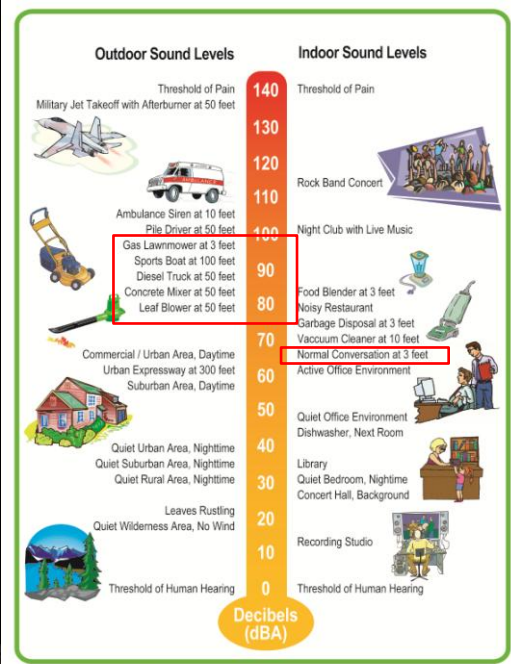 Outdoor Sound Levels
Indoor Sound Levels
Threshold of Pain
140
Threshold of Pain
Military Jet Takeoff with Afterburner at 50 feet
130
120
AMBULANCE
Rock Band Concert
110
Ambulance Siren at 10 feet
Pile Driver at 50 feet
100
Night Club with Live Music
Gas Lawnmower at 3 feet
Sports Boat at 100 feet
90
Diesel Truck at 50 feet
Concrete Mixer at 50 feet
Food Blender at 3 feet
Leaf Blower at 50 feet
80
Noisy Restaurant
Garbage Disposal at 3 feet
70
Vaccuum Cleaner at 10 feet
Commercial / Urban Area, Daytime
Normal Conversation at 3 feet
Urban Expressway at 300 feet
60
Active Office Environment
Suburban Area, Daytime
50
Quiet Office Environment
Dishwasher, Next Room
40
Quiet Urban Area, Nighttime
Quiet Suburban Area, Nighttime
Library
Quiet Rural Area, Nighttime
30
Quiet Bedroom, Nightime
Concert Hall, Background
Leaves Rustling
20
Quiet Wilderness Area, No Wind
Recording Studio
10
Threshold of Human Hearing
0
Threshold of Human Hearing
Decibels
(dBA)